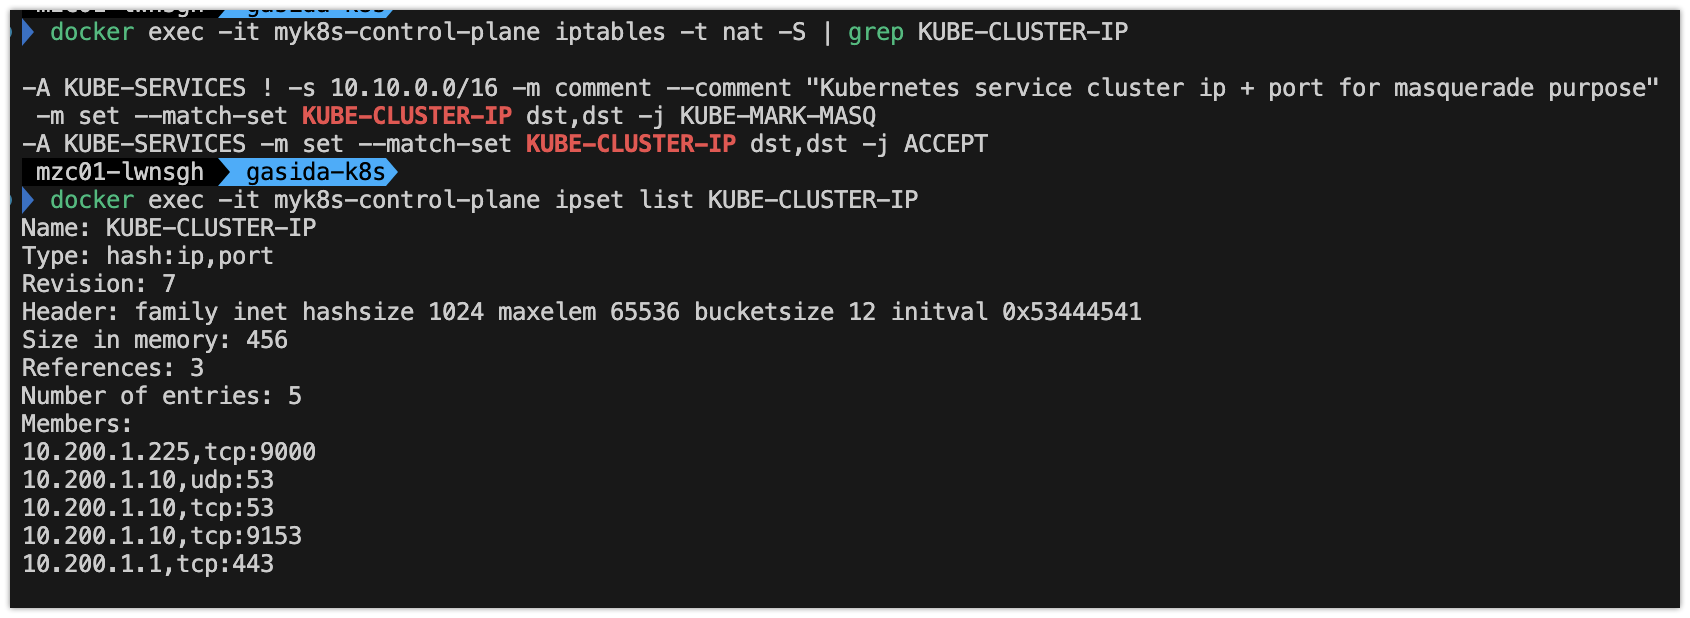 mzc01-lwnsgh gasida-k8s
docker exec -it myk8s-control-plane iptables -t nat -S | grep KUBE-CLUSTER-IP
-A KUBE-SERVICES ! -s 10.10.0.0/16 -m comment --comment "Kubernetes service cluster ip + port for masquerade purpose"
-m set --match-set KUBE-CLUSTER-IP dst,dst -j KUBE-MARK-MASQ
-A KUBE-SERVICES -m set --match-set KUBE-CLUSTER-IP dst,dst -j ACCEPT
mzc01-lwnsgh gasida-k8s
docker exec -it myk8s-control-plane ipset list KUBE-CLUSTER-IP
Name: KUBE-CLUSTER-IP
Type: hash:ip,port
Revision: 7
Header: family inet hashsize 1024 maxelem 65536 bucketsize 12 initval 0x53444541
Size in memory: 456
References: 3
Number of entries: 5
Members:
10.200.1.225,tcp:9000
10.200.1.10,udp:53
10.200.1.10,tcp:53
10.200.1.10,tcp:9153
10.200.1.1,tcp:443